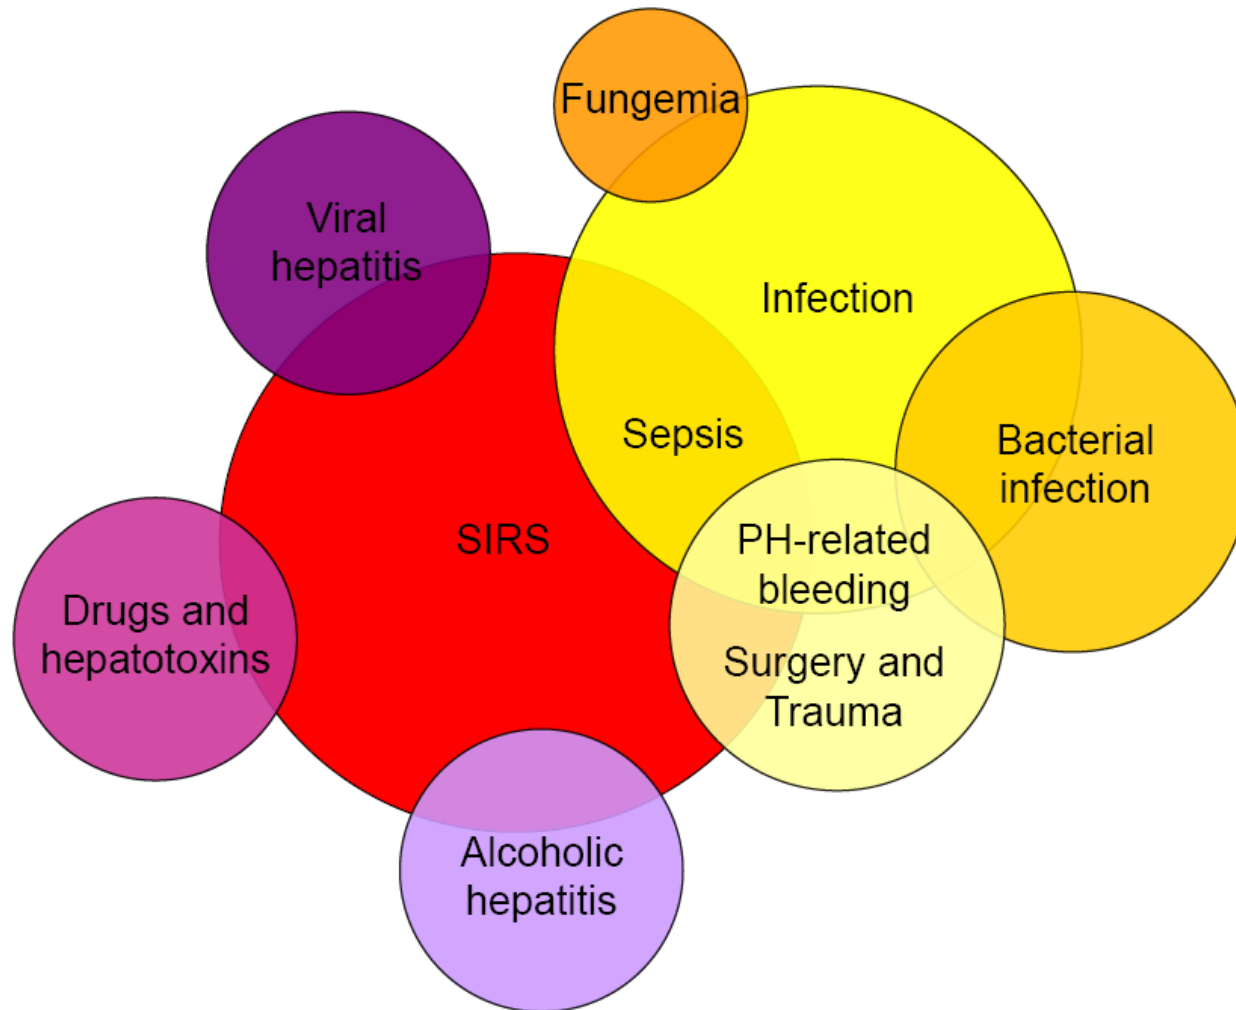 Fungemia
Viral
hepatitis
Infection
Sepsis
Bacterial
infection
SIRS
PH-related
bleeding
Surgery and
Trauma
Drugs and
hepatotoxins
Alcoholic
hepatitis